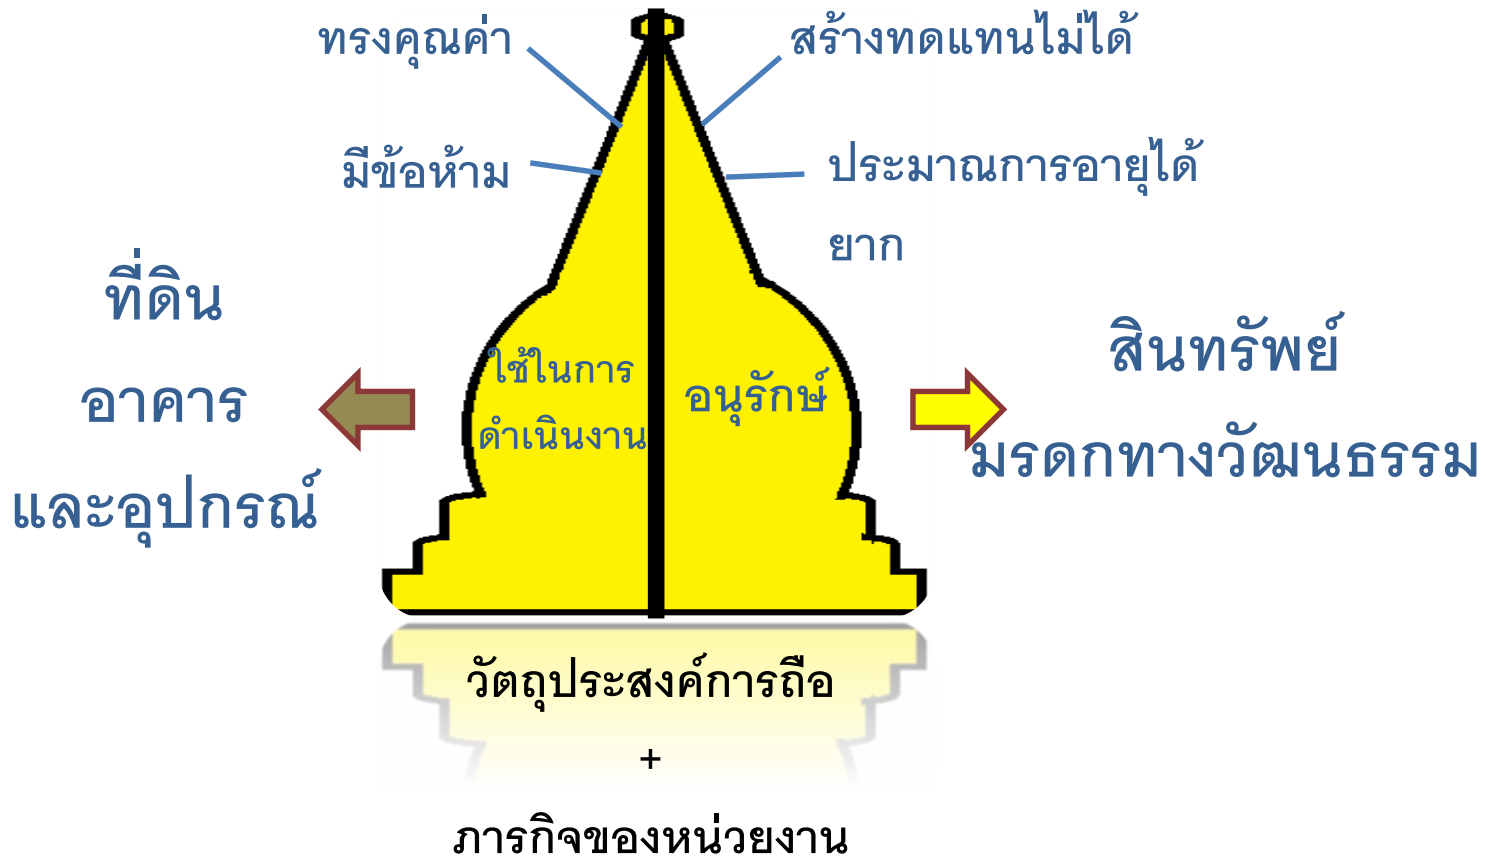 ทรงคุณค่า
สร้างทดแทนไม่ได้
มีข้อห้าม
ประมาณการอายุได้
ยาก
ที่ดิน
อาคาร
และอุปกรณ์
ใช้ในการ
ดำเนินงาน
อนุรักษ์
สินทรัพย์
มรดกทางวัฒนธรรม
วัตถุประสงค์การถือ
+
ภารกิจของหน่วยงาน